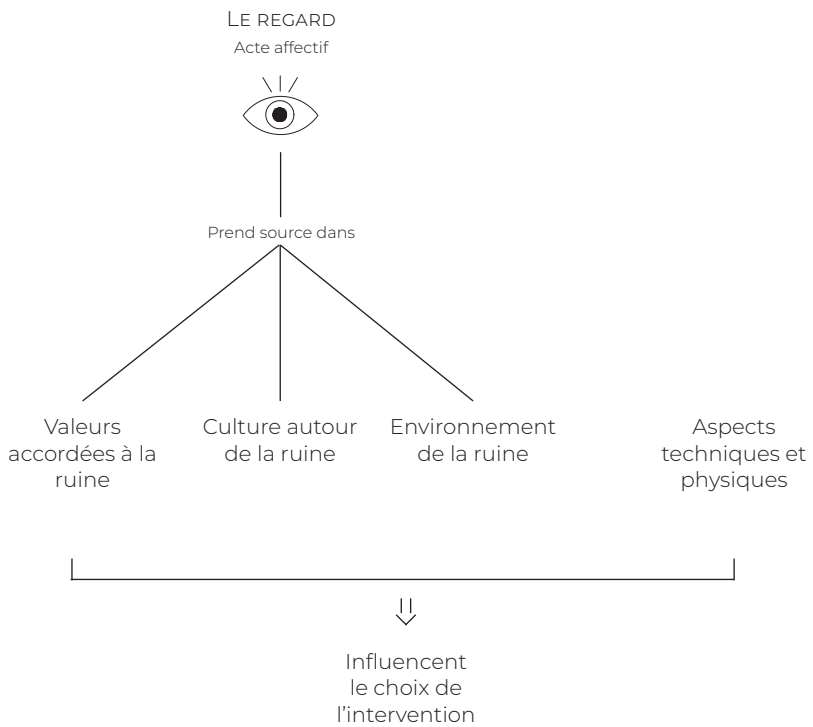 LE REGARD
Acte affectif
Prend source dans
Valeurs
accordées à la
ruine
Culture autour
de la ruine
Environnement
de la ruine
Aspects
techniques et
physiques
Influencent
le choix de
l'intervention